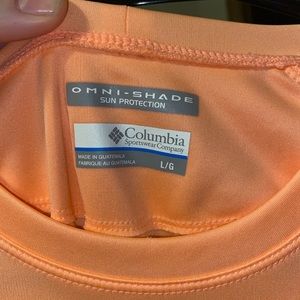 OMNI-SHADE
SUN PROTECTION
Columbia
Sportswear Company
MADE IN GUATEMALA
FABRIQUÉ AU GUATEMALA
L/G